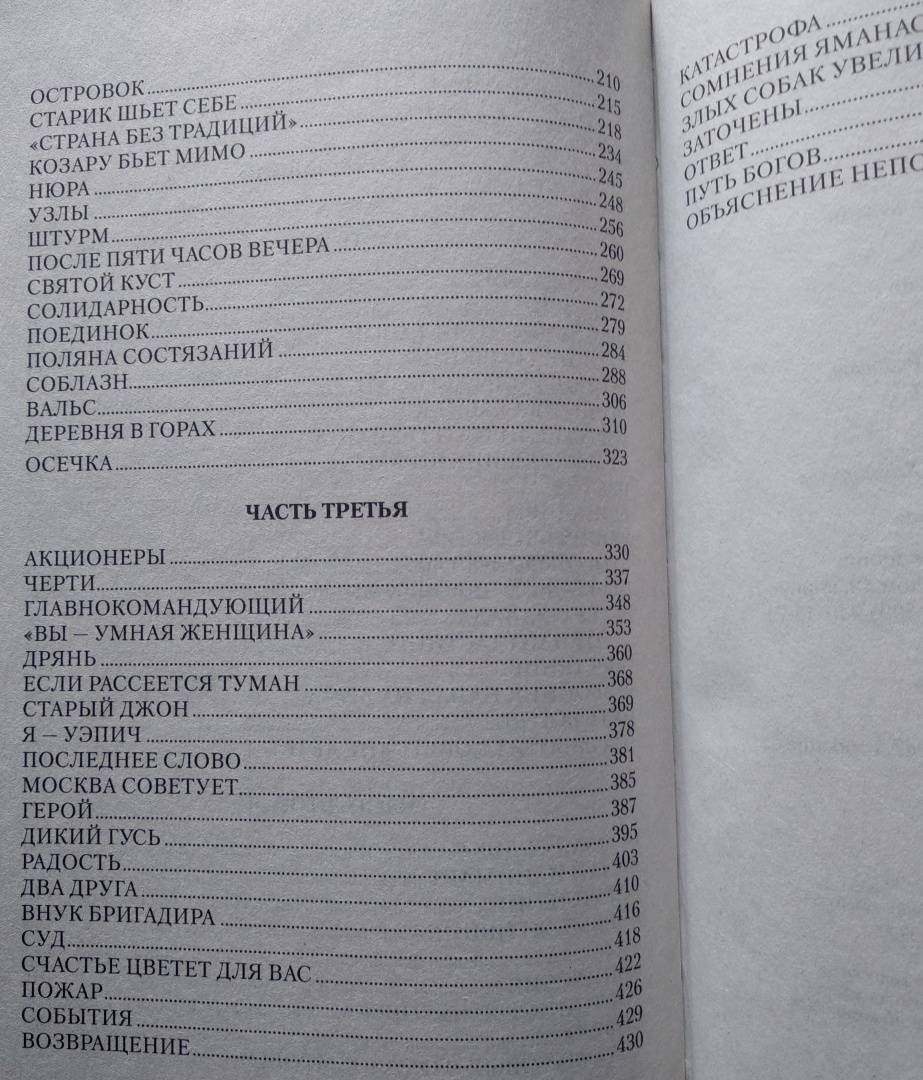 ОСТРОВОК 210
СТАРИК ШЬЕТ СЕБЕ 215
«СТРАНА БЕЗ ТРАДИЦИЙ» 218
КОЗАРУ БЬЕТ МИМО 234
НЮРА 245
УЗЛЫ 248
ШТУРМ 256
ПОСЛЕ ПЯТИ ЧАСОВ ВЕЧЕРА 260
СВЯТОЙ КУСТ 269
СОЛИДАРНОСТЬ 272
ПОЕДИНОК 279
ПОЛЯНА СОСТЯЗАНИЙ 284
СОБЛАЗН 288
ВАЛЬС 306
ДЕРЕВНЯ В ГОРАХ 310
ОСЕЧКА 323
ЧАСТЬ ТРЕТЬЯ
АКЦИОНЕРЫ 330
ЧЕРТИ 337
ГЛАВНОКОМАНДУЮЩИЙ 348
«ВЫ — УМНАЯ ЖЕНЩИНА» 353
ДРЯНЬ 360
ЕСЛИ РАССЕЕТСЯ ТУМАН 368
СТАРЫЙ ДЖОН 369
Я — УЭПИЧ 378
ПОСЛЕДНЕЕ СЛОВО 381
МОСКВА СОВЕТУЕТ 385
ГЕРОЙ 387
ДИКИЙ ГУСЬ 395
РАДОСТЬ 403
ДВА ДРУГА 410
ВНУК БРИГАДИРА 416
СУД 418
СЧАСТЬЕ ЦВЕТЕТ ДЛЯ ВАС 422
ПОЖАР 426
СОБЫТИЯ 429
ВОЗВРАЩЕНИЕ 430
КАТАСТРОФА
СОМНЕНИЯ ЯМАНАС
ЗЛЫХ СОБАК УВЕЛИ
ЗАТОЧЕНЫ
ОТВЕТ
ПУТЬ БОГОВ
ОБЪЯСНЕНИЕ НЕПО